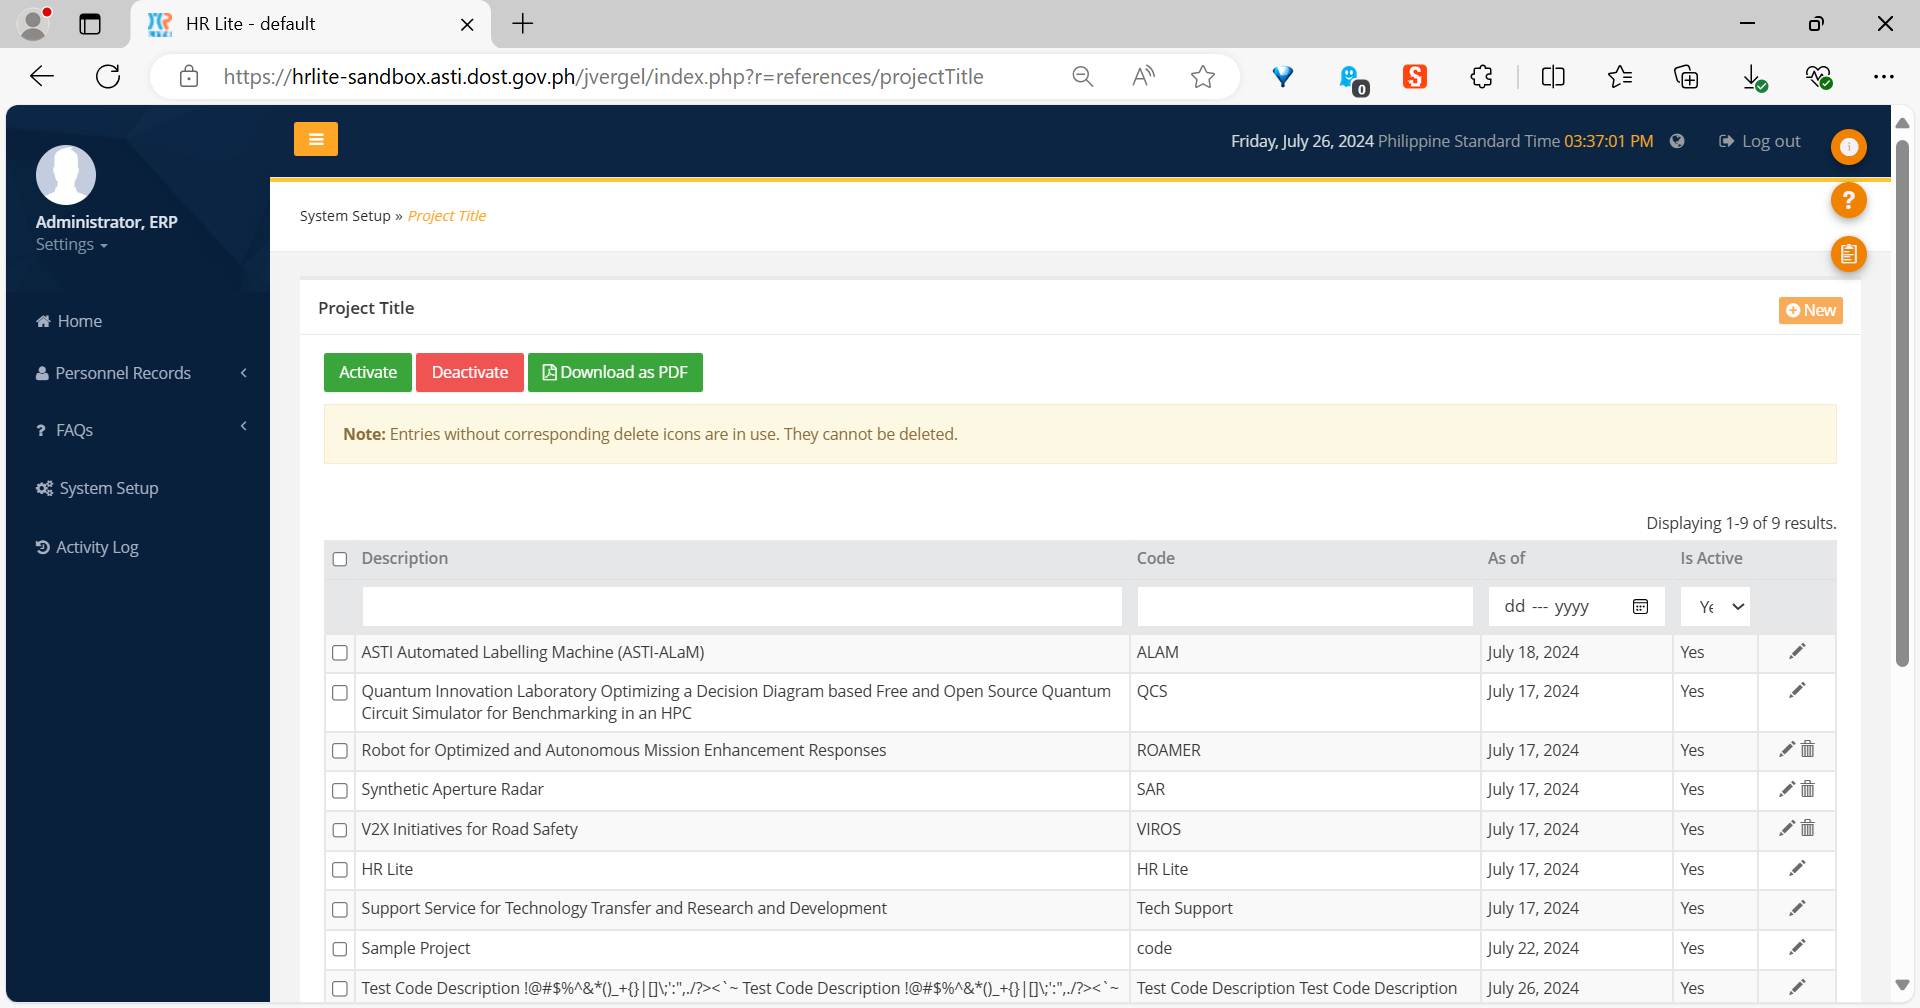 HR Lite - default
https://hrlite-sandbox.asti.dost.gov.ph/jvergel/index.php?r=references/projectTitle
0
Friday, July 26, 2024 Philippine Standard Time 03:37:01 PM
Log out
Administrator, ERP
Settings
Home
Personnel Records
FAQs
System Setup
Activity Log
System Setup » Project Title
Project Title
New
Activate
Deactivate
Download as PDF
Note: Entries without corresponding delete icons are in use. They cannot be deleted.
Displaying 1-9 of 9 results.
Description Code As of Is Active
dd --- yyyy
ASTI Automated Labelling Machine (ASTI-ALaM) ALAM July 18, 2024 Yes
Quantum Innovation Laboratory Optimizing a Decision Diagram based Free and Open Source Quantum QCS July 17, 2024 Yes
Circuit Simulator for Benchmarking in an HPC
Robot for Optimized and Autonomous Mission Enhancement Responses ROAMER July 17, 2024 Yes
Synthetic Aperture Radar SAR July 17, 2024 Yes
V2X Initiatives for Road Safety VIROS July 17, 2024 Yes
HR Lite HR Lite July 17, 2024 Yes
Support Service for Technology Transfer and Research and Development Tech Support July 17, 2024 Yes
Sample Project code July 22, 2024 Yes
Test Code Description !@#$%^&*()_+{}|[]\;':",./?><`~ Test Code Description !@#$%^&*()_+{}|[]\;':",./?><`~ Test Code Description Test Code Description July 26, 2024 Yes